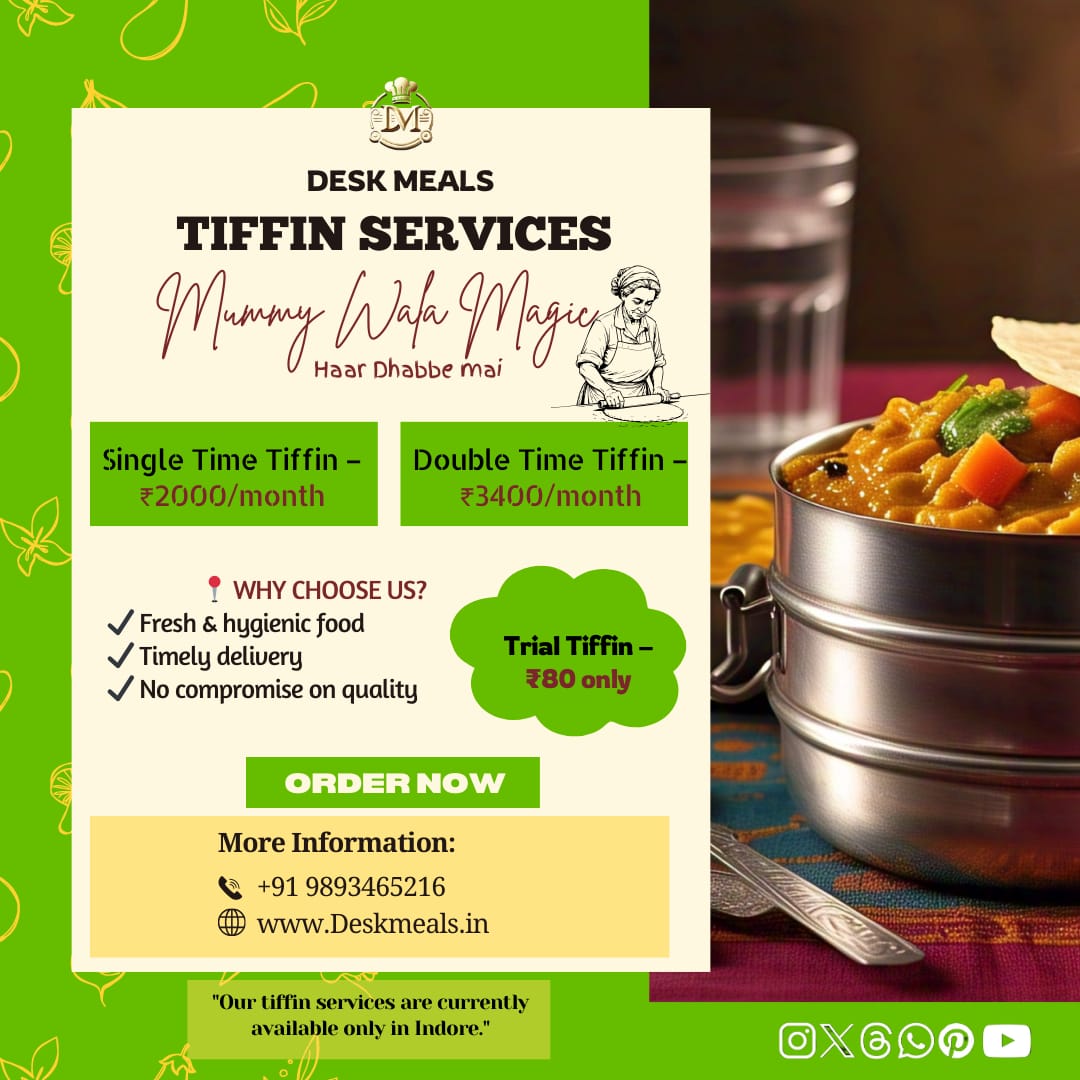 DM
DESK MEALS
TIFFIN SERVICES
Mummy Wala Magic
Haar Dhabbe mai
Single Time Tiffin –
₹2000/month
Double Time Tiffin –
₹3400/month
WHY CHOOSE US?
Fresh & hygienic food
Timely delivery
No compromise on quality
Trial Tiffin –
₹80 only
ORDER NOW
More Information:
+91 9893465216
www.Deskmeals.in
"Our tiffin services are currently
available only in Indore."